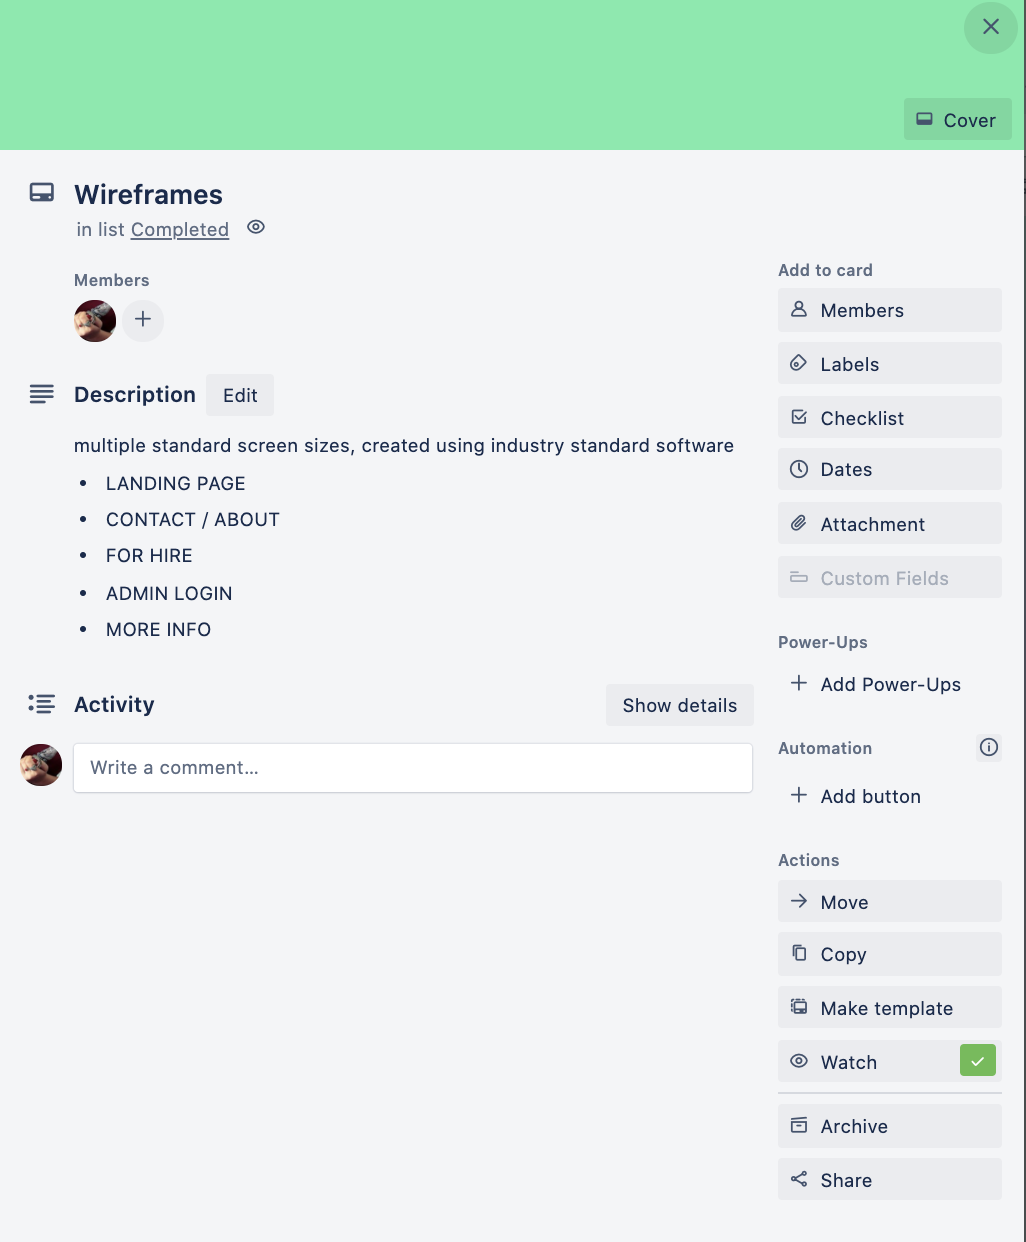 Cover
Wireframes
in list Completed
Members
Description Edit
multiple standard screen sizes, created using industry standard software
• LANDING PAGE
• CONTACT / ABOUT
• FOR HIRE
• ADMIN LOGIN
• MORE INFO
Activity Show details
Write a comment...
Add to card
Members
Labels
Checklist
Dates
Attachment
Custom Fields
Power-Ups
Add Power-Ups
Automation
Add button
Actions
Move
Copy
Make template
Watch
Archive
Share